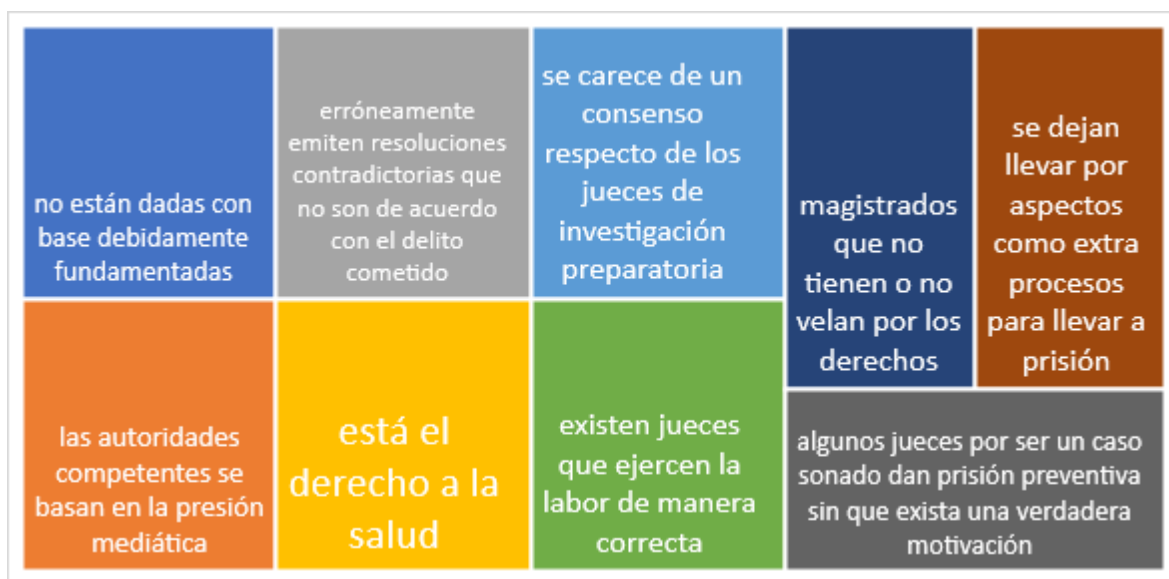 no están dadas con
base debidamente
fundamentadas
erróneamente
emiten resoluciones
contradictorias que
no son de acuerdo
con el delito
cometido
se carece de un
consenso
respecto de los
jueces de
investigación
preparatoria
magistrados
que no
tienen o no
velan por los
derechos
se dejan
llevar por
aspectos
como extra
procesos
para llevar a
prisión
las autoridades
competentes se
basan en la presión
mediática
está el
derecho a la
salud
existen jueces
que ejercen la
labor de manera
correcta
algunos jueces por ser un caso
sonado dan prisión preventiva
sin que exista una verdadera
motivación